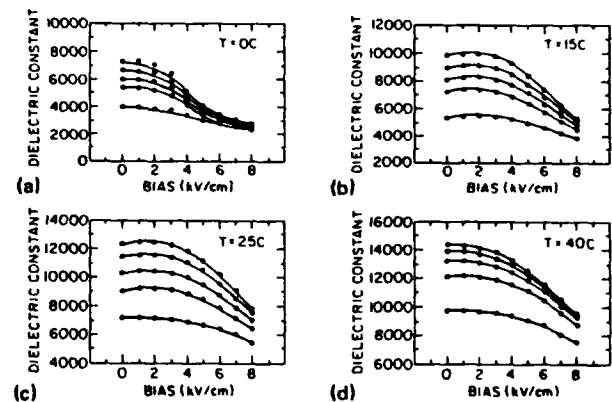 DIELECTRIC CONSTANT
10000
8000
6000
4000
2000
0
T=0C
0 2 4 6 8
(a)
BIAS (kV/cm)
DIELECTRIC CONSTANT
12000
10000
8000
6000
4000
2000
T=15C
0 2 4 6 8
(b)
BIAS (kV/cm)
DIELECTRIC CONSTANT
14000
12000
10000
8000
6000
4000
T=25C
0 2 4 6 8
(c)
BIAS (kV/cm)
DIELECTRIC CONSTANT
16000
14000
12000
10000
8000
6000
T=40C
0 2 4 6 8
(d)
BIAS (kV/cm)